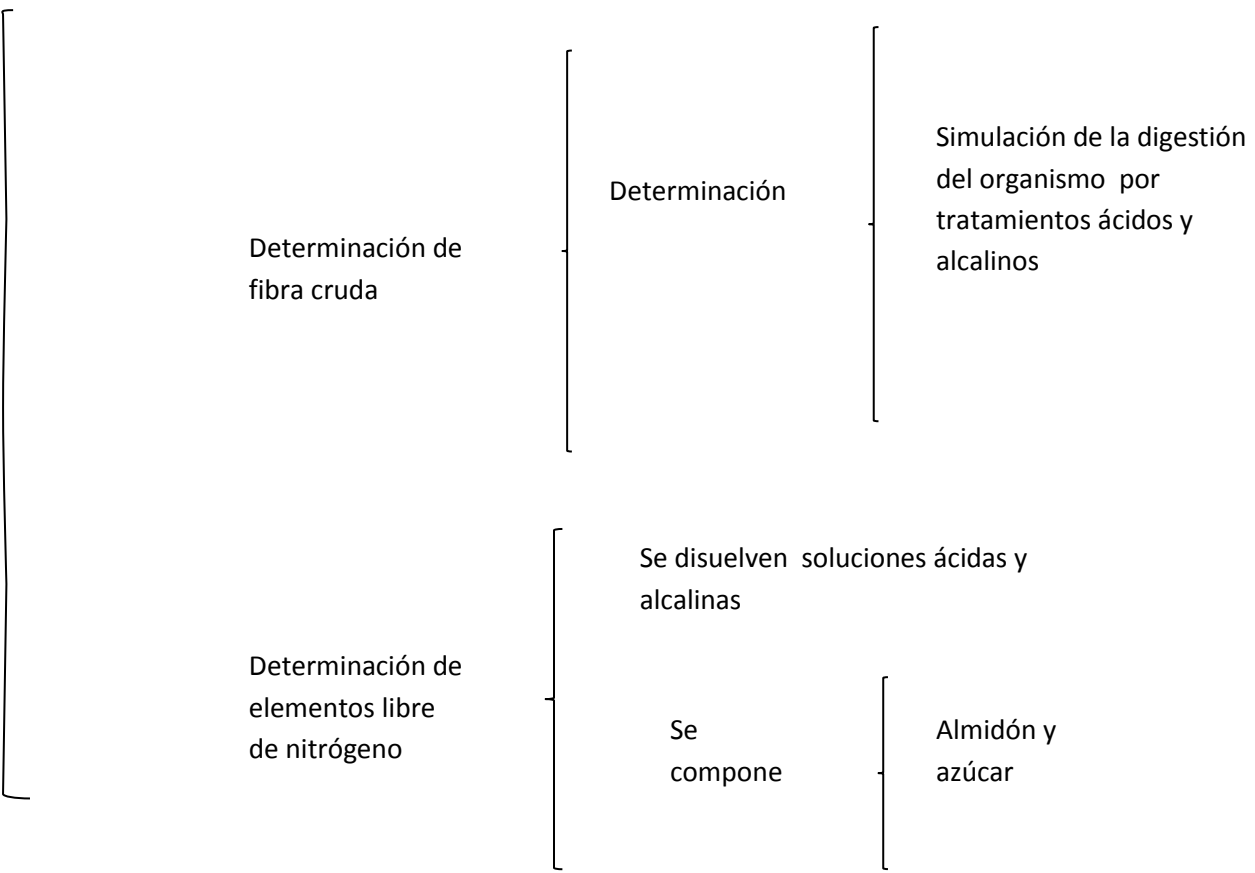 Determinación de
fibra cruda
Determinación
Simulación de la digestión
del organismo por
tratamientos ácidos y
alcalinos
Determinación de
elementos libre
de nitrógeno
Se disuelven soluciones ácidas y
alcalinas
Se
compone
Almidón y
azúcar